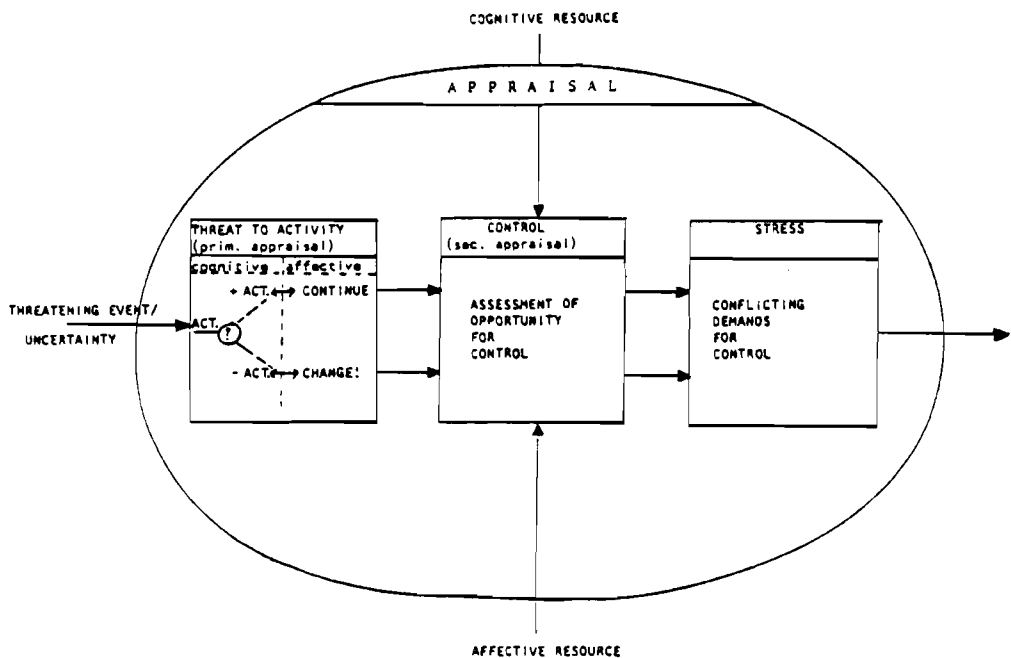 COGNITIVE RESOURCE
A P P R A I S A L
THREAT TO ACTIVITY
(prim. appraisal)
cognitive affective
+ ACT. CONTINUE
ACT.
?
- ACT. CHANGE!
THREATENING EVENT/
UNCERTAINTY
CONTROL
(sec. appraisal)
ASSESSMENT OF
OPPORTUNITY
FOR
CONTROL
STRESS
CONFLICTING
DEMANDS
FOR
CONTROL
AFFECTIVE RESOURCE